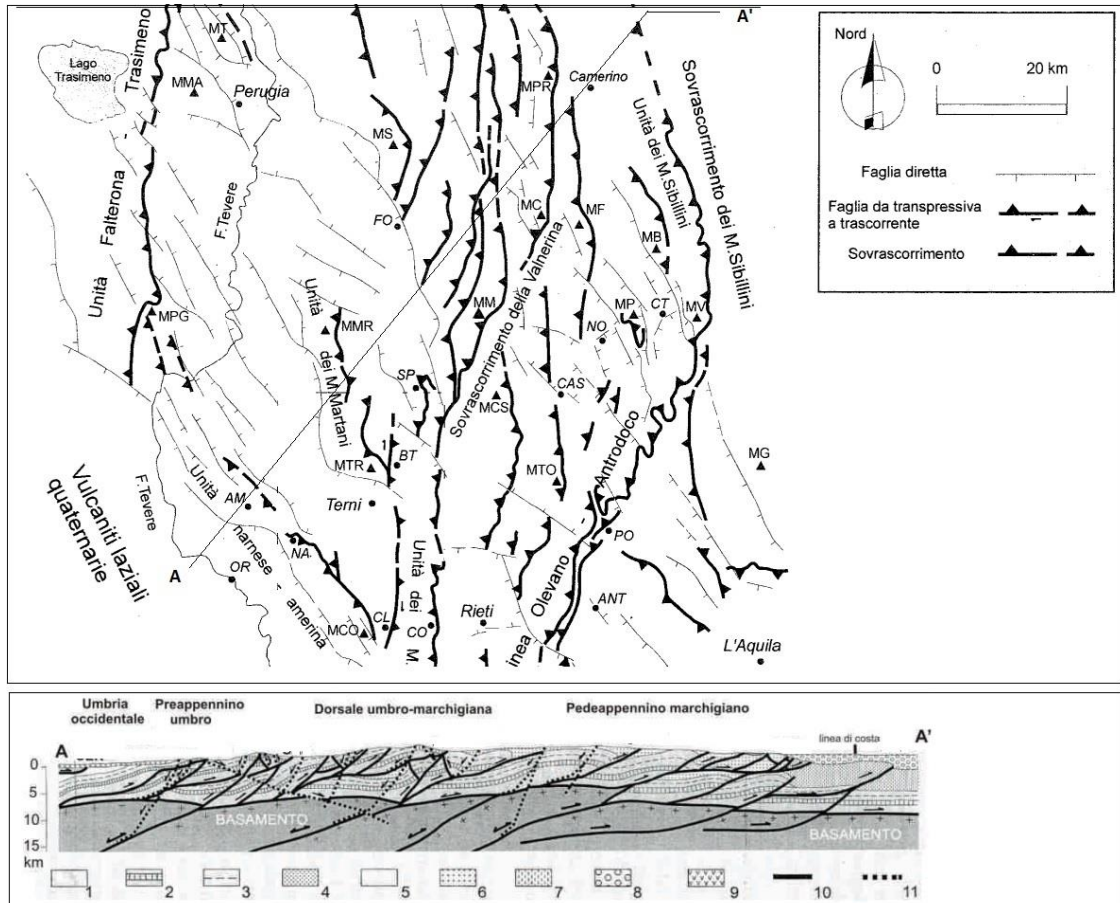 A'
Lago
Trasimeno
Trasimeno
MT
MMA
Perugia
MS
FO
F.Tevere
Falterona
Unità
MPG
MPR
Camerino
Unità dei M.Sibillini
Sovrascorrimento dei M.Sibillini
MC
MF
MB
MM
MP
CT
MV
NO
Sovrascorrimento della Valnerina
Unità
dei M.Martani
MMR
SP
MCS
CAS
BT
MTR
MTO
MG
Antrodoco
Olevano
inea
PO
Terni
Unità
narnese
amerina
AM
NA
OR
F.Tevere
A
Vulcaniti laziali
quaternarie
MCO
CL
CO
Unità dei M.
Rieti
ANT
L'Aquila
Nord
0 20 km
Faglia diretta
Faglia da transpressiva
a trascorrente
Sovrascorrimento
Umbria
occidentale
Preappennino
umbro
Dorsale umbro-marchigiana
Pedeappennino marchigiano
linea di costa
A
A'
0
5
10
15
km
BASAMENTO
BASAMENTO
1 2 3 4 5 6 7 8 9 10 11